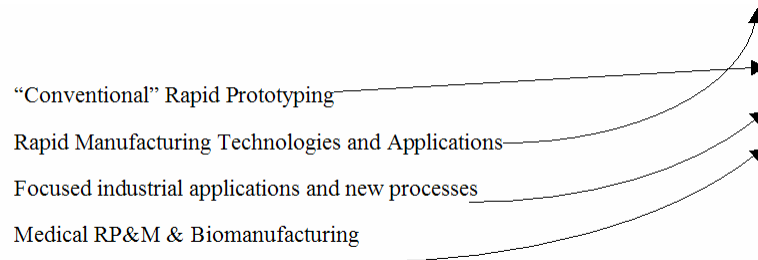 “Conventional” Rapid Prototyping
Rapid Manufacturing Technologies and Applications
Focused industrial applications and new processes
Medical RP&M & Biomanufacturing